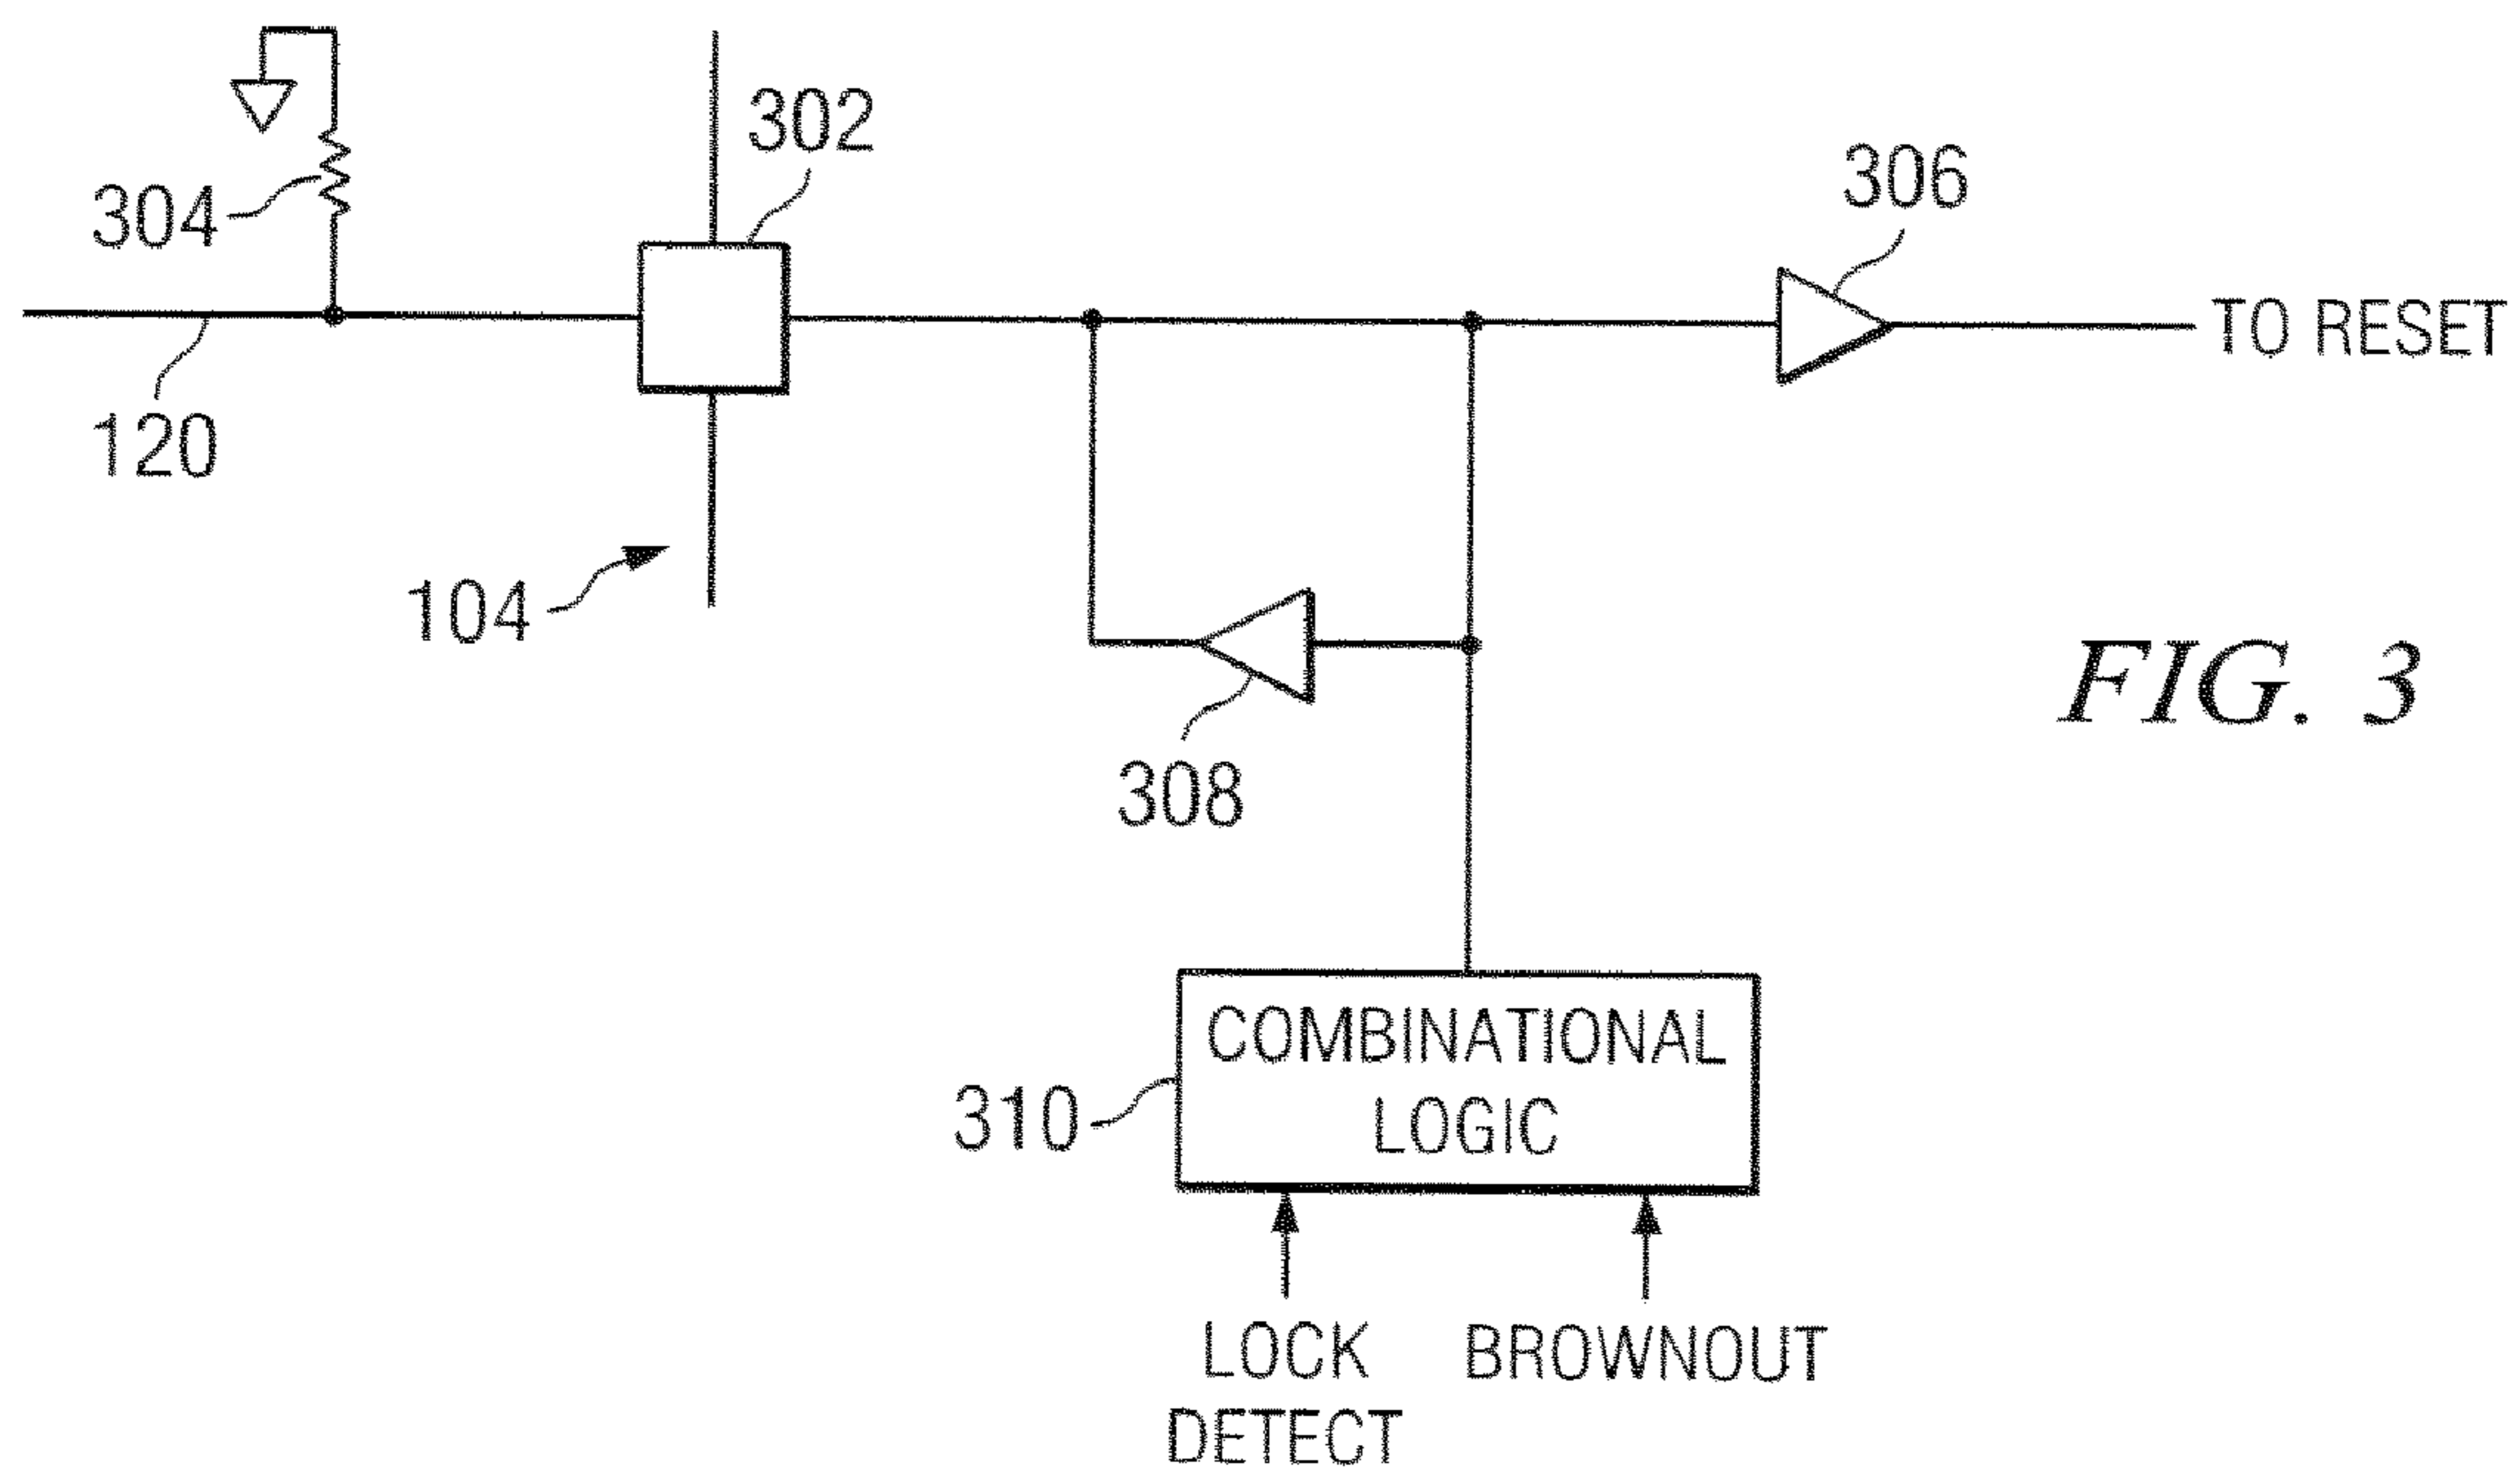 302
306
304
TO RESET
120
104
FIG. 3
308
COMBINATIONAL
LOGIC
310
LOCK
DETECT
BROWNOUT